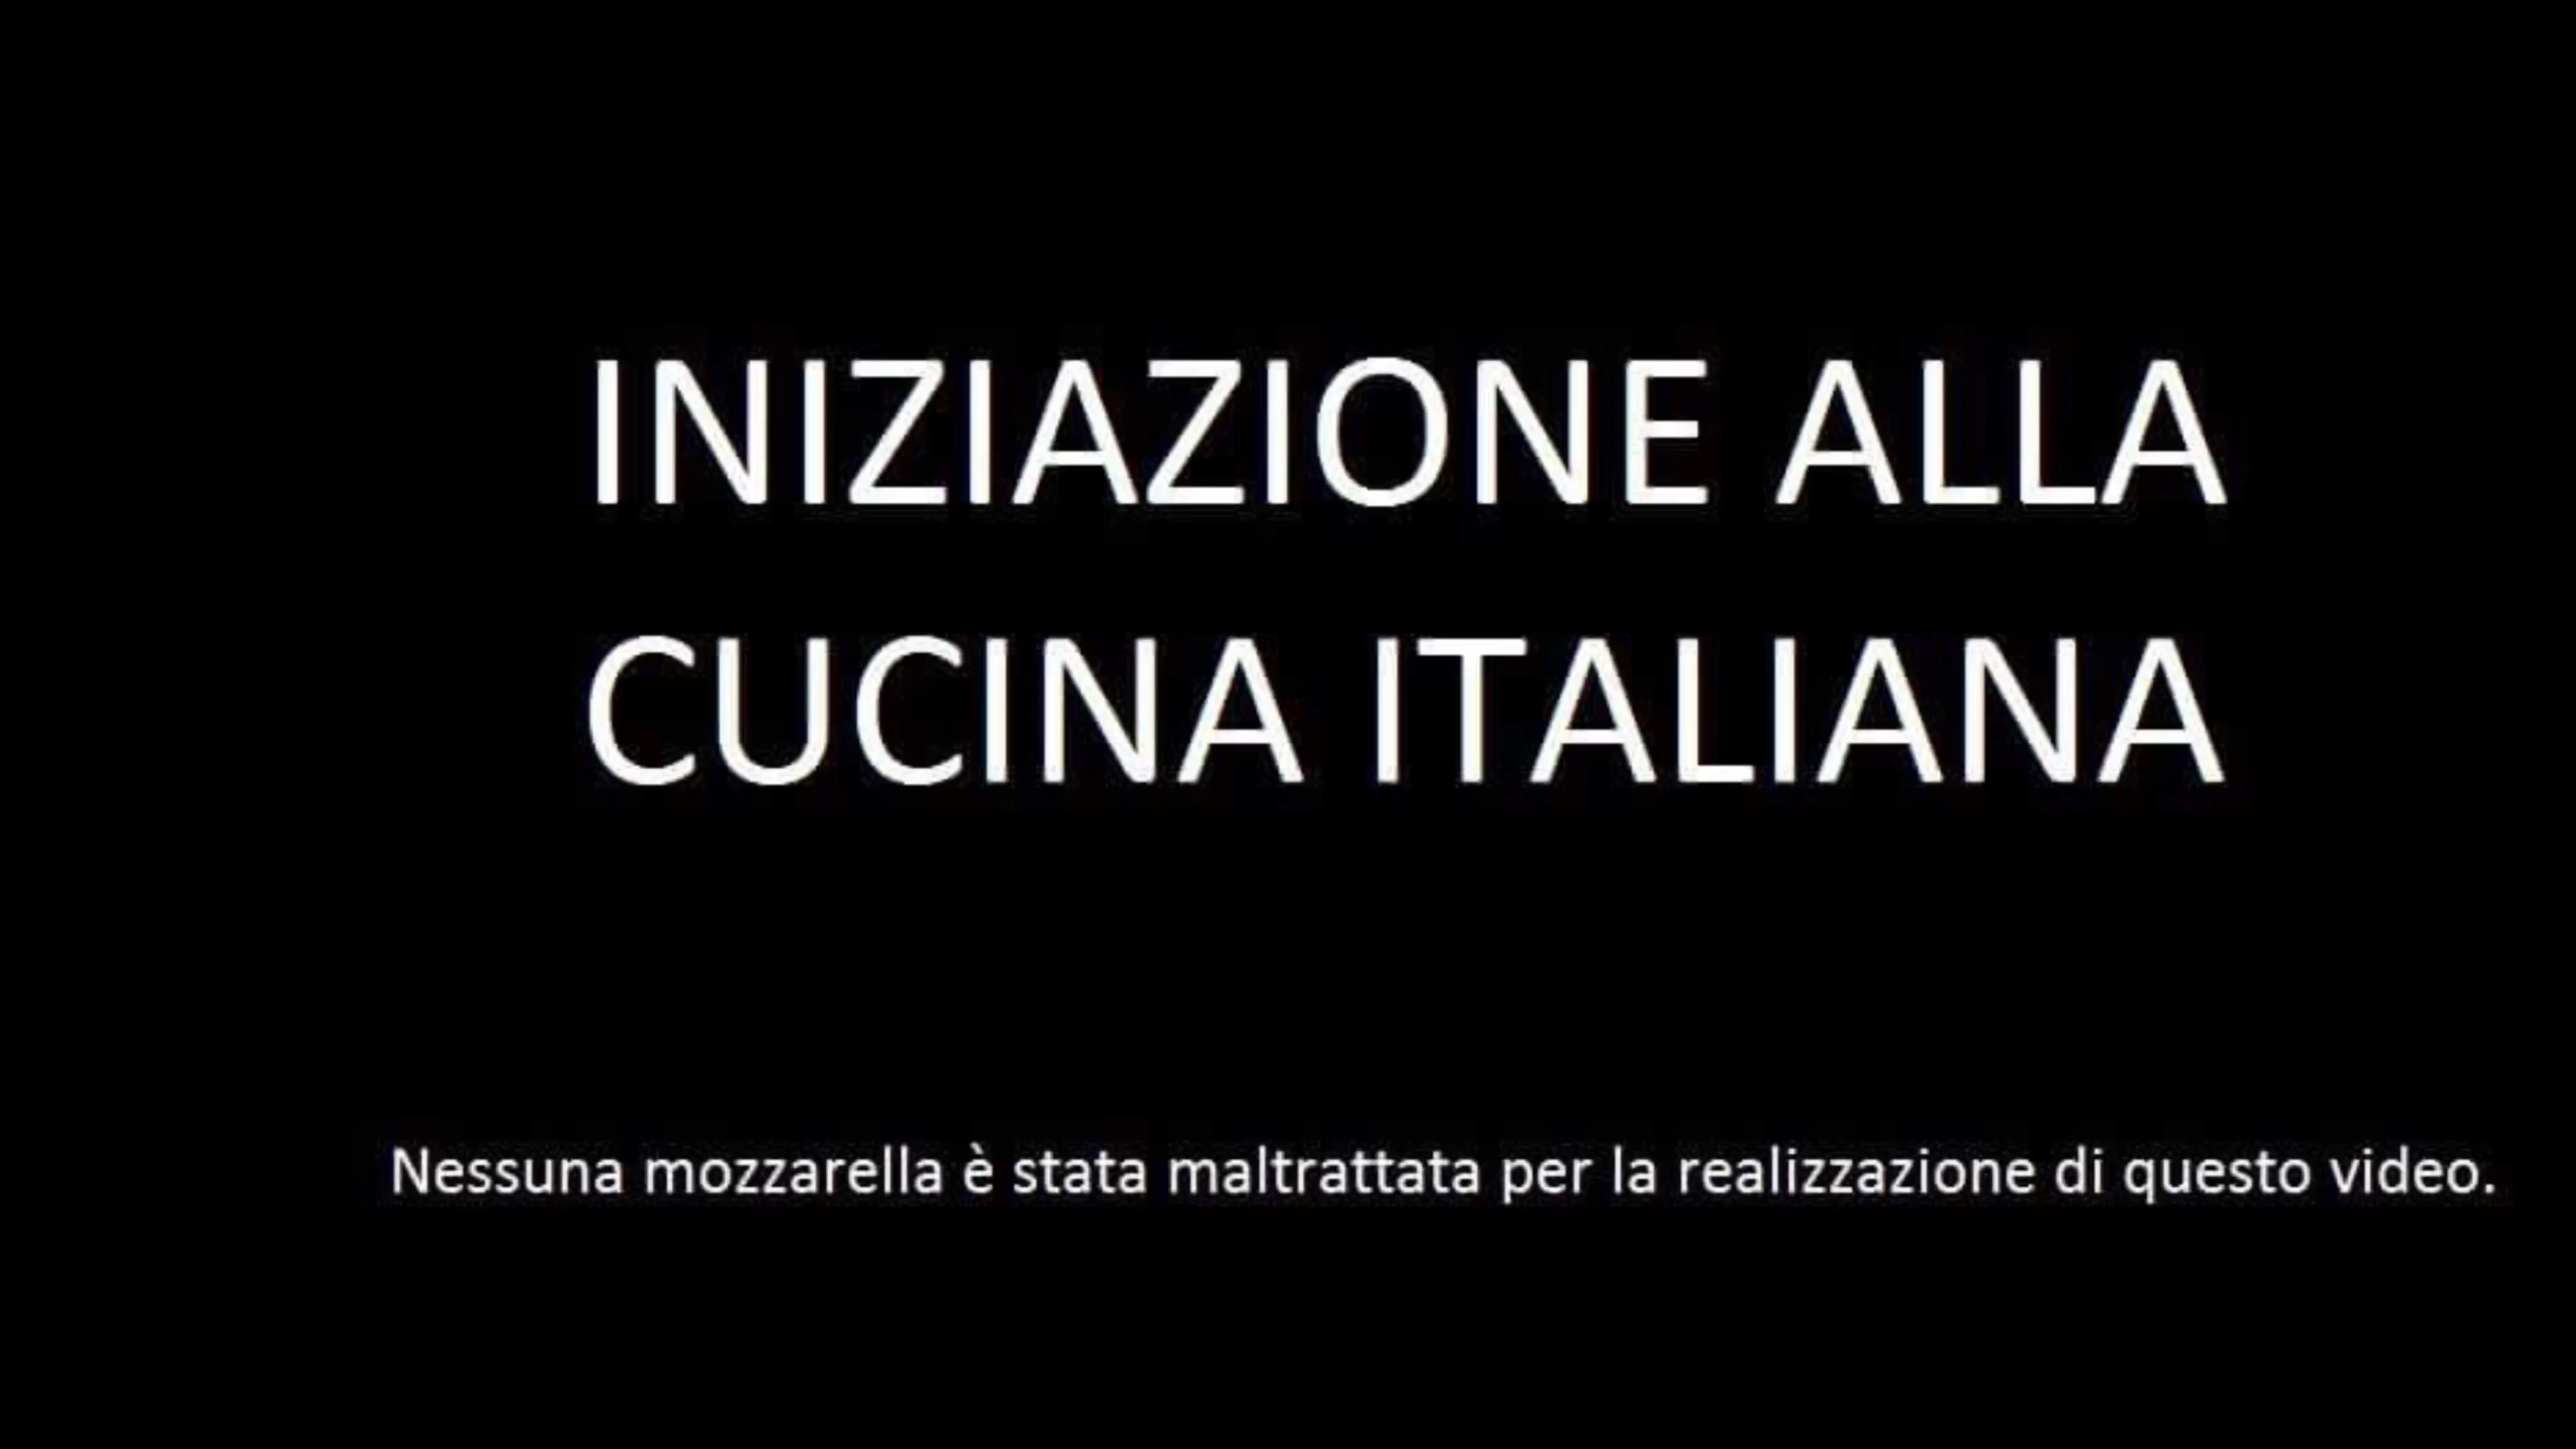 INIZIAZIONE ALLA
CUCINA ITALIANA
Nessuna mozzarella è stata maltrattata per la realizzazione di questo video.